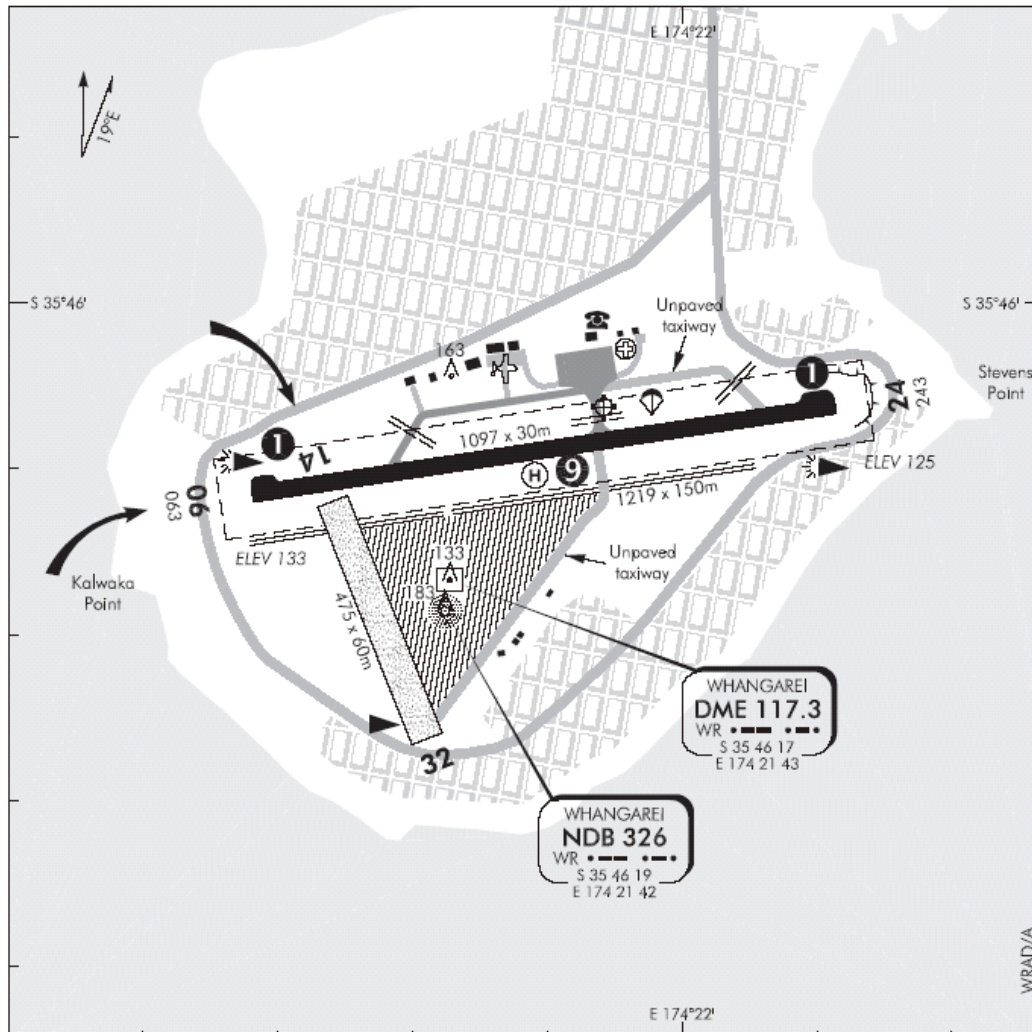 E 174°22'
19°E
S 35°46'
S 35°46'
Unpaved
taxiway
163
1
Stevens
Point
24
243
1
14
1097 x 30m
ELEV 125
H
9
1219 x 150m
06
063
ELEV 133
Kalwaka
Point
133
183
Unpaved
taxiway
475 x 60m
32
WHANGAREI
DME 117.3
WR
S 35 46 17
E 174 21 43
WHANGAREI
NDB 326
WR
S 35 46 19
E 174 21 42
WRAD/A
E 174°22'